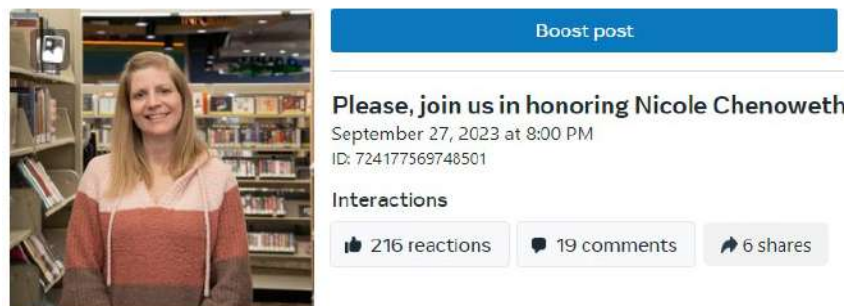 Boost post
Please, join us in honoring Nicole Chenoweth
September 27, 2023 at 8:00 PM
ID: 724177569748501
Interactions
216 reactions
19 comments
6 shares